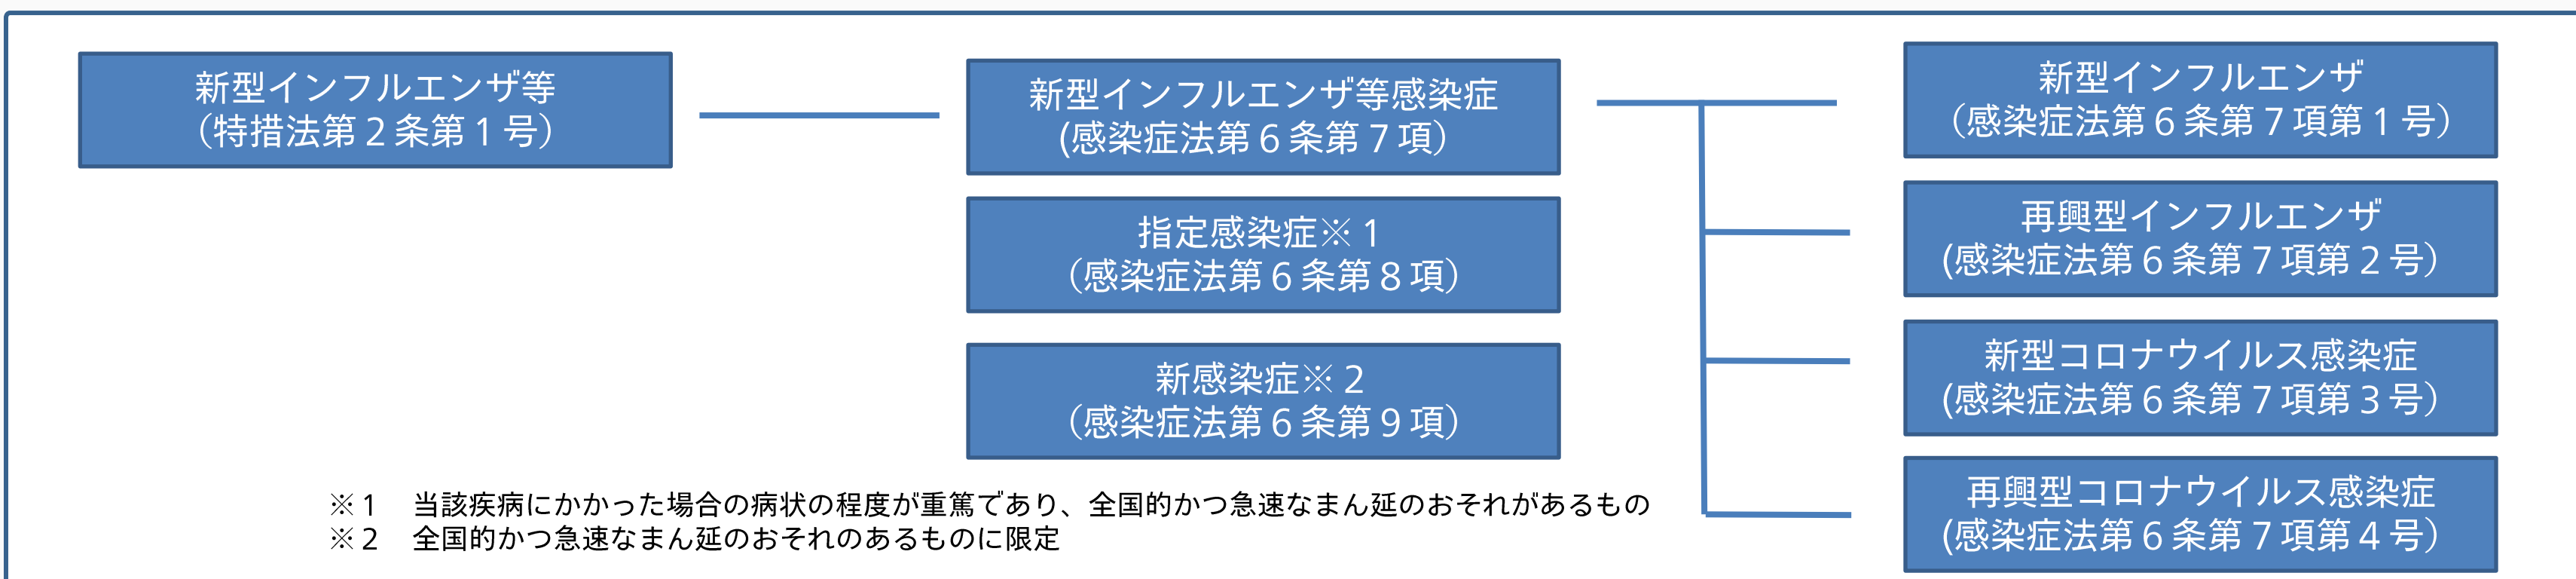 新型インフルエンザ等
（特措法第２条第１号）
新型インフルエンザ等感染症
(感染症法第６条第７項）
指定感染症※１
（感染症法第６条第８項）
新感染症※２
（感染症法第６条第９項）
新型インフルエンザ
（感染症法第６条第７項第１号）
再興型インフルエンザ
(感染症法第６条第７項第２号）
新型コロナウイルス感染症
(感染症法第６条第７項第３号）
再興型コロナウイルス感染症
(感染症法第６条第７項第４号）
※１　当該疾病にかかった場合の病状の程度が重篤であり、全国的かつ急速なまん延のおそれがあるもの
※２　全国的かつ急速なまん延のおそれのあるものに限定